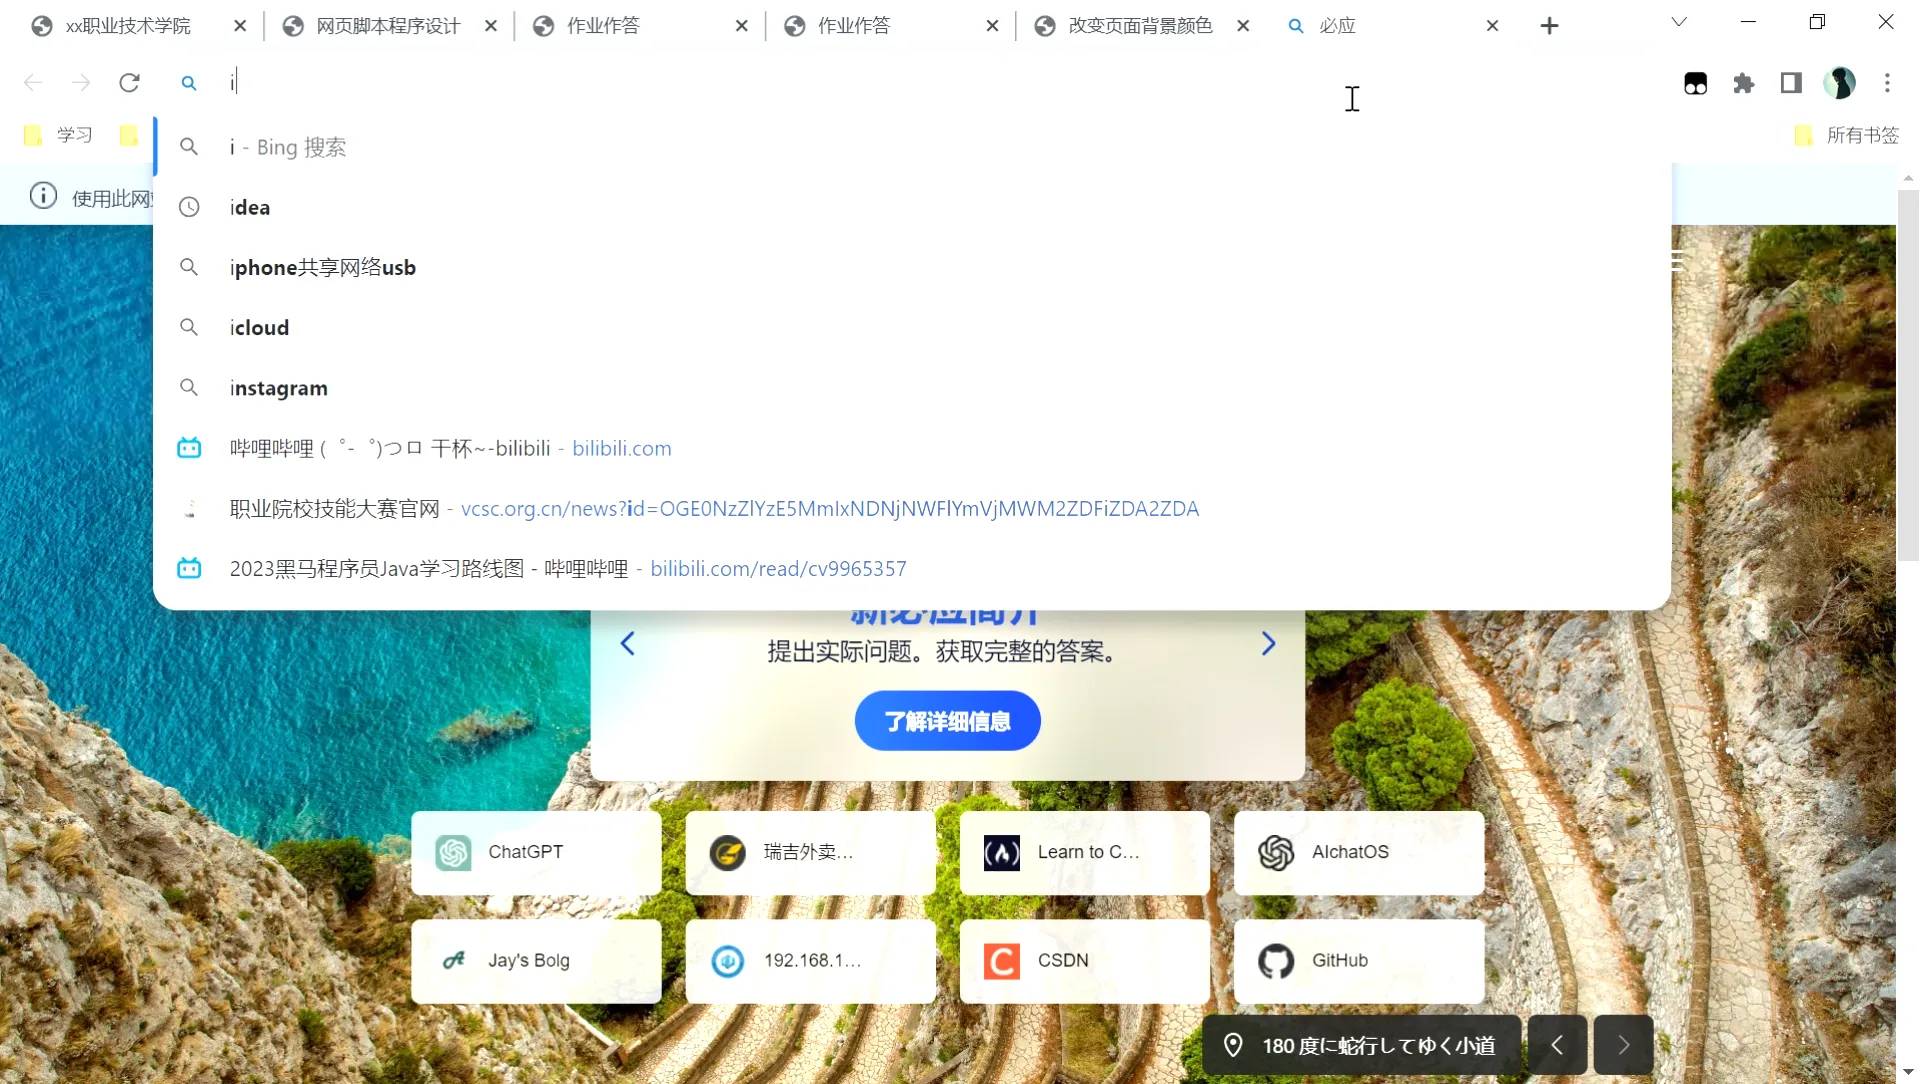 xx职业技术学院
网页脚本程序设计
作业作答
作业作答
改变页面背景颜色
必应
i
学习
所有书签
i - Bing 搜索
使用此网
idea
iphone共享网络usb
icloud
instagram
哔哩哔哩 (゜-゜)つロ 干杯~-bilibili - bilibili.com
职业院校技能大赛官网 - vcsc.org.cn/news?id=OGE0NzZlYzE5MmIxNDNjNWFlYmVjMWM2ZDFiZDA2ZDA
2023黑马程序员Java学习路线图 - 哔哩哔哩 - bilibili.com/read/cv9965357
新必应简介
提出实际问题。获取完整的答案。
了解详细信息
ChatGPT
瑞吉外卖...
Learn to C...
AIchatOS
Jay's Bolg
192.168.1...
CSDN
GitHub
180 度に蛇行してゆく小道